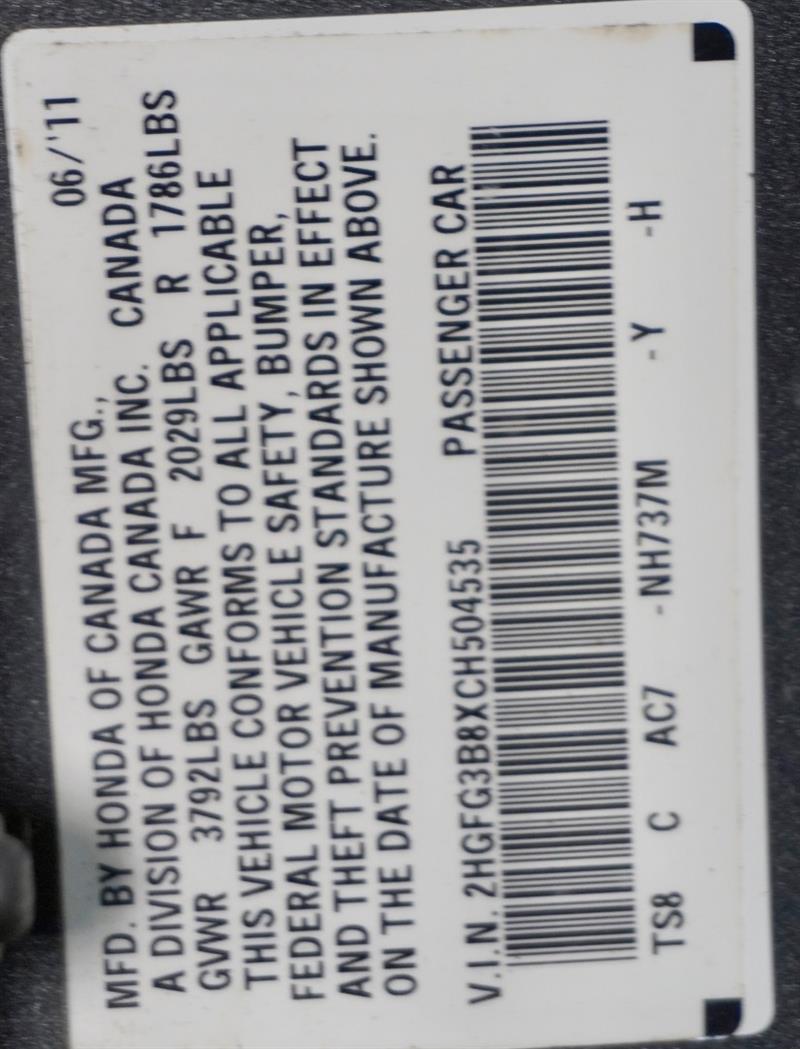 06/'11
MFD. BY HONDA OF CANADA MFG.,
A DIVISION OF HONDA CANADA INC. CANADA
GVWR 3792LBS GAWR F 2029LBS R 1786LBS
THIS VEHICLE CONFORMS TO ALL APPLICABLE
FEDERAL MOTOR VEHICLE SAFETY, BUMPER,
AND THEFT PREVENTION STANDARDS IN EFFECT
ON THE DATE OF MANUFACTURE SHOWN ABOVE.
V.I.N. 2HGFG3B8XCH504535 PASSENGER CAR
TS8 C AC7 -NH737M -Y -H